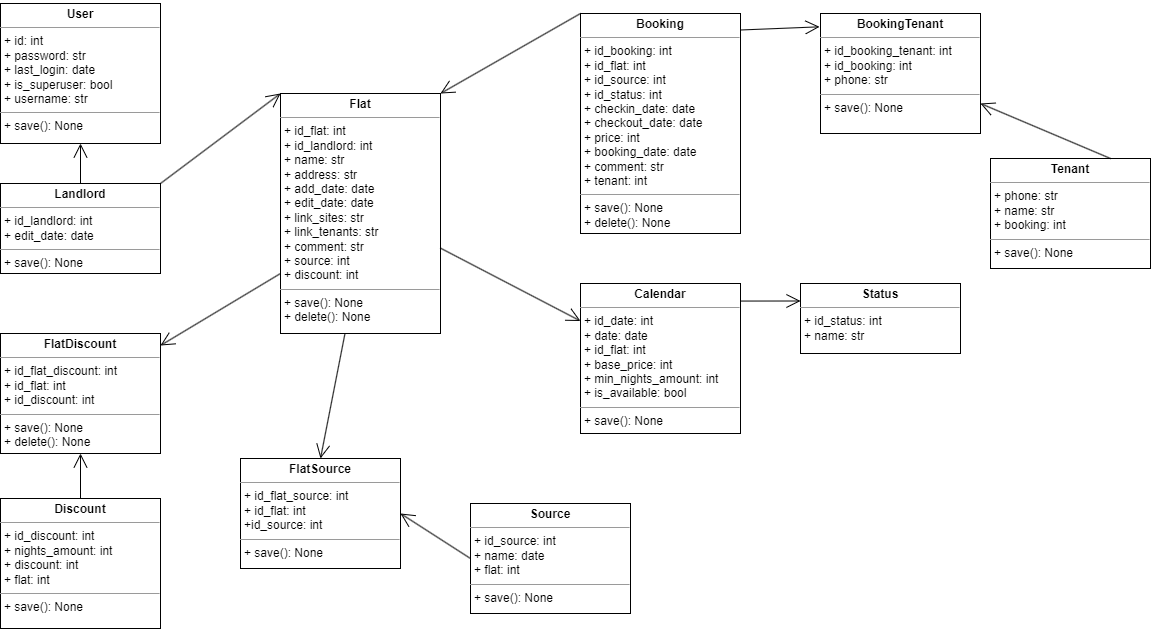 User
+ id: int
+ password: str
+ last_login: date
+ is_superuser: bool
+ username: str
+ save(): None
Landlord
+ id_landlord: int
+ edit_date: date
+ save(): None
Flat
+ id_flat: int
+ id_landlord: int
+ name: str
+ address: str
+ add_date: date
+ edit_date: date
+ link_sites: str
+ link_tenants: str
+ comment: str
+ source: int
+ discount: int
+ save(): None
+ delete(): None
Booking
+ id_booking: int
+ id_flat: int
+ id_source: int
+ id_status: int
+ checkin_date: date
+ checkout_date: date
+ price: int
+ booking_date: date
+ comment: str
+ tenant: int
+ save(): None
+ delete(): None
BookingTenant
+ id_booking_tenant: int
+ id_booking: int
+ phone: str
+ save(): None
Tenant
+ phone: str
+ name: str
+ booking: int
+ save(): None
Calendar
+ id_date: int
+ date: date
+ id_flat: int
+ base_price: int
+ min_nights_amount: int
+ is_available: bool
+ save(): None
Status
+ id_status: int
+ name: str
FlatDiscount
+ id_flat_discount: int
+ id_flat: int
+ id_discount: int
+ save(): None
+ delete(): None
Discount
+ id_discount: int
+ nights_amount: int
+ discount: int
+ flat: int
+ save(): None
FlatSource
+ id_flat_source: int
+ id_flat: int
+id_source: int
+ save(): None
Source
+ id_source: int
+ name: date
+ flat: int
+ save(): None